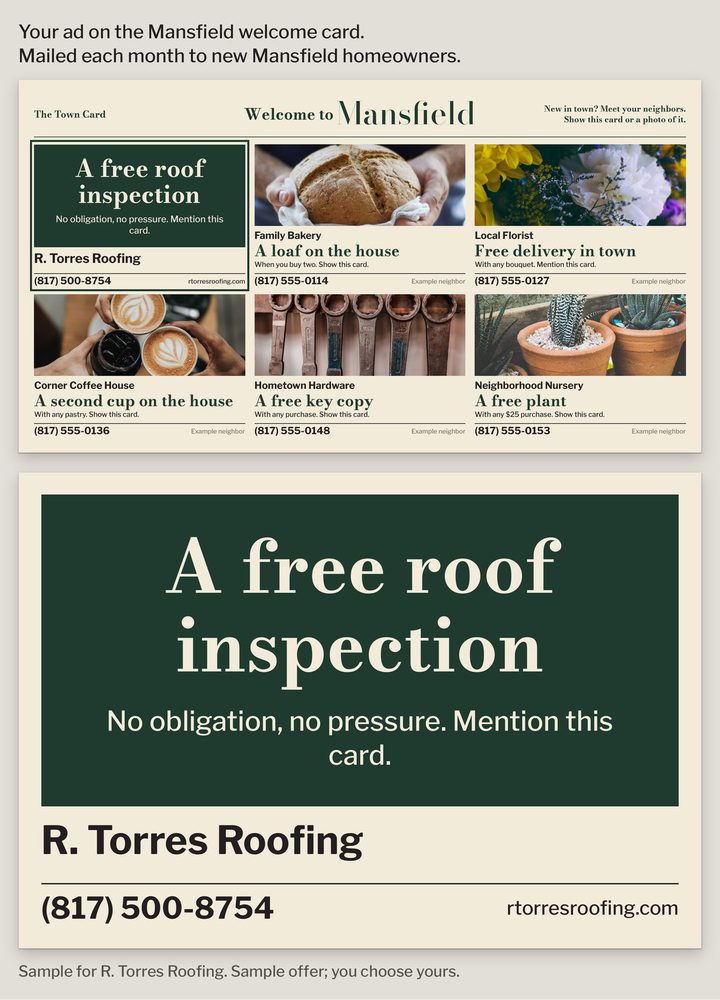 Your ad on the Mansfield welcome card.
Mailed each month to new Mansfield homeowners.
The Town Card
Welcome to Mansfield
New in town? Meet your neighbors.
Show this card or a photo of it.
A free roof
inspection
No obligation, no pressure. Mention this
card.
R. Torres Roofing
(817) 500-8754
rtorresroofing.com
Family Bakery
A loaf on the house
When you buy two. Show this card.
(817) 555-0114
Example neighbor
Local Florist
Free delivery in town
With any bouquet. Mention this card.
(817) 555-0127
Example neighbor
Corner Coffee House
A second cup on the house
With any pastry. Show this card.
(817) 555-0136
Example neighbor
Hometown Hardware
A free key copy
With any purchase. Show this card.
(817) 555-0148
Example neighbor
Neighborhood Nursery
A free plant
With any $25 purchase. Show this card.
(817) 555-0153
Example neighbor
A free roof
inspection
No obligation, no pressure. Mention this
card.
R. Torres Roofing
(817) 500-8754
rtorresroofing.com
Sample for R. Torres Roofing. Sample offer; you choose yours.